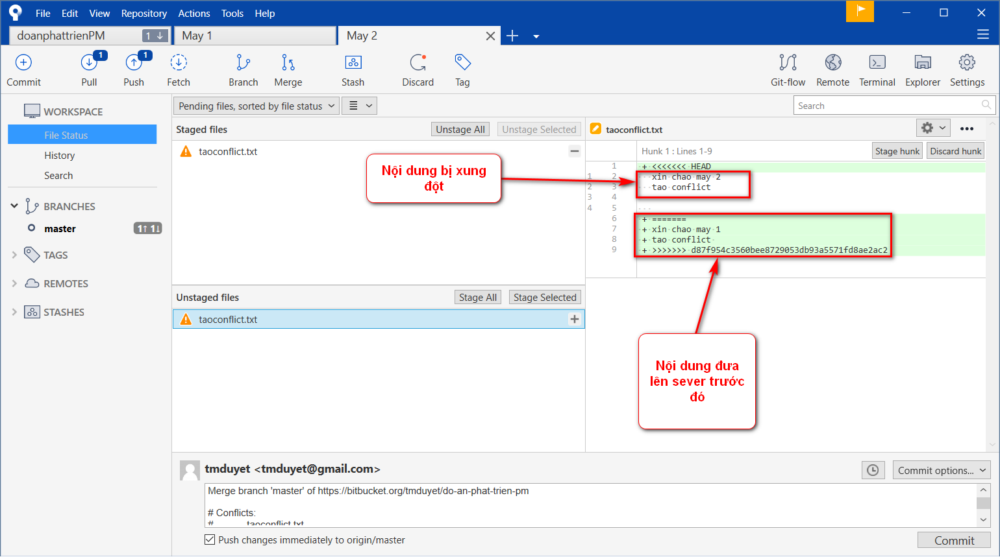 File Edit View Repository Actions Tools Help
doanphattrienPM 1 ↓ May 1 May 2
1 1
Commit Pull Push Fetch Branch Merge Stash Discard Tag Git-flow Remote Terminal Explorer Settings
WORKSPACE
File Status
History
Search
BRANCHES
master 1↑ 1↓
TAGS
REMOTES
STASHES
Pending files, sorted by file status
Search
Staged files Unstage All Unstage Selected
taoconflict.txt
Nội dung bị xung
đột
Unstaged files Stage All Stage Selected
taoconflict.txt
taoconflict.txt
Hunk 1 : Lines 1-9 Stage hunk Discard hunk
1 + <<<<<<< HEAD
1 2 xin chao may 2
2 3 tao conflict
3 4
4 5
6 + =======
7 + xin chao may 1
8 + tao conflict
9 + >>>>>>> d87f954c3560bee8729053db93a5571fd8ae2ac2
Nội dung đưa
lên sever trước
đó
tmduyet <tmduyet@gmail.com>
Commit options...
Merge branch 'master' of https://bitbucket.org/tmduyet/do-an-phat-trien-pm
# Conflicts:
# taoconflict.txt
Push changes immediately to origin/master
Commit